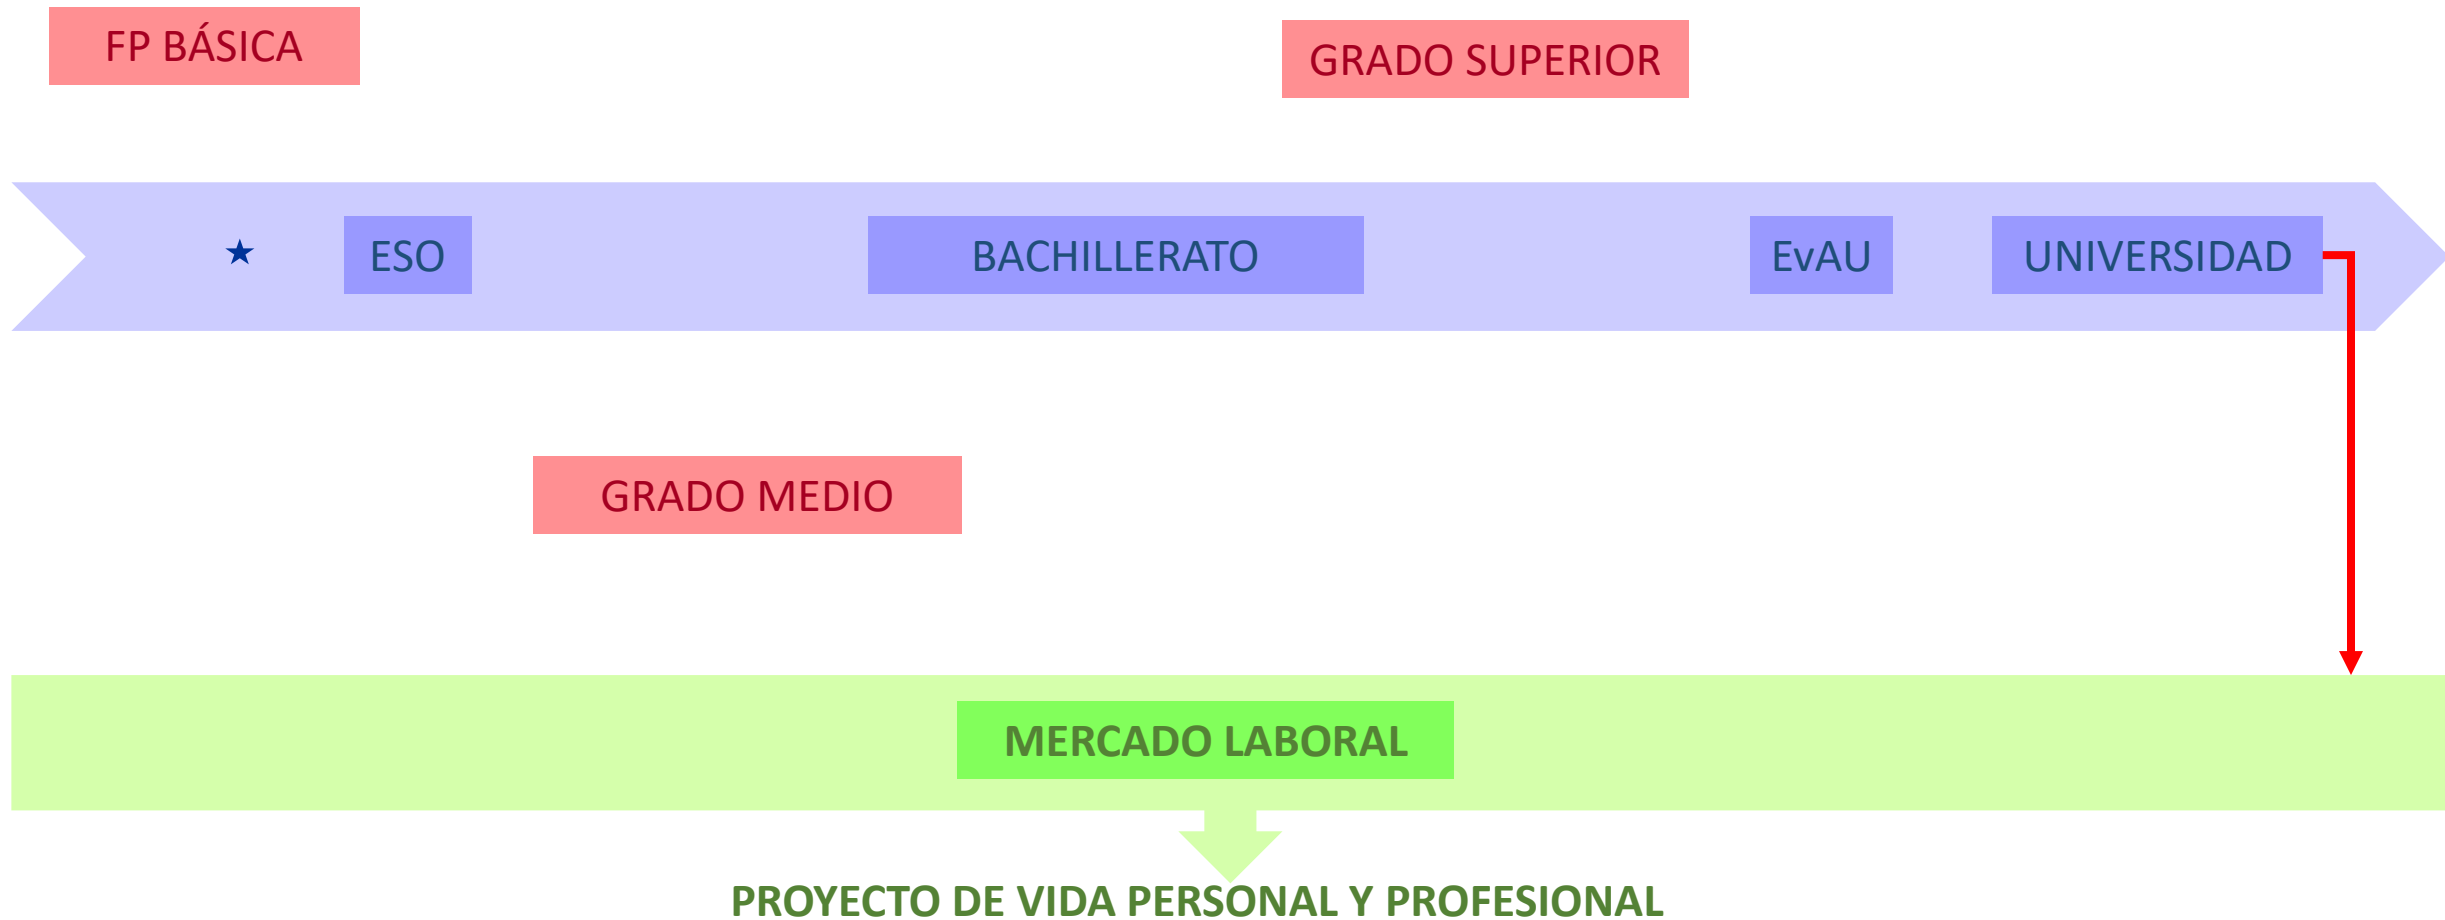 FP BÁSICA
GRADO SUPERIOR
ESO
BACHILLERATO
EvAU
UNIVERSIDAD
GRADO MEDIO
MERCADO LABORAL
PROYECTO DE VIDA PERSONAL Y PROFESIONAL